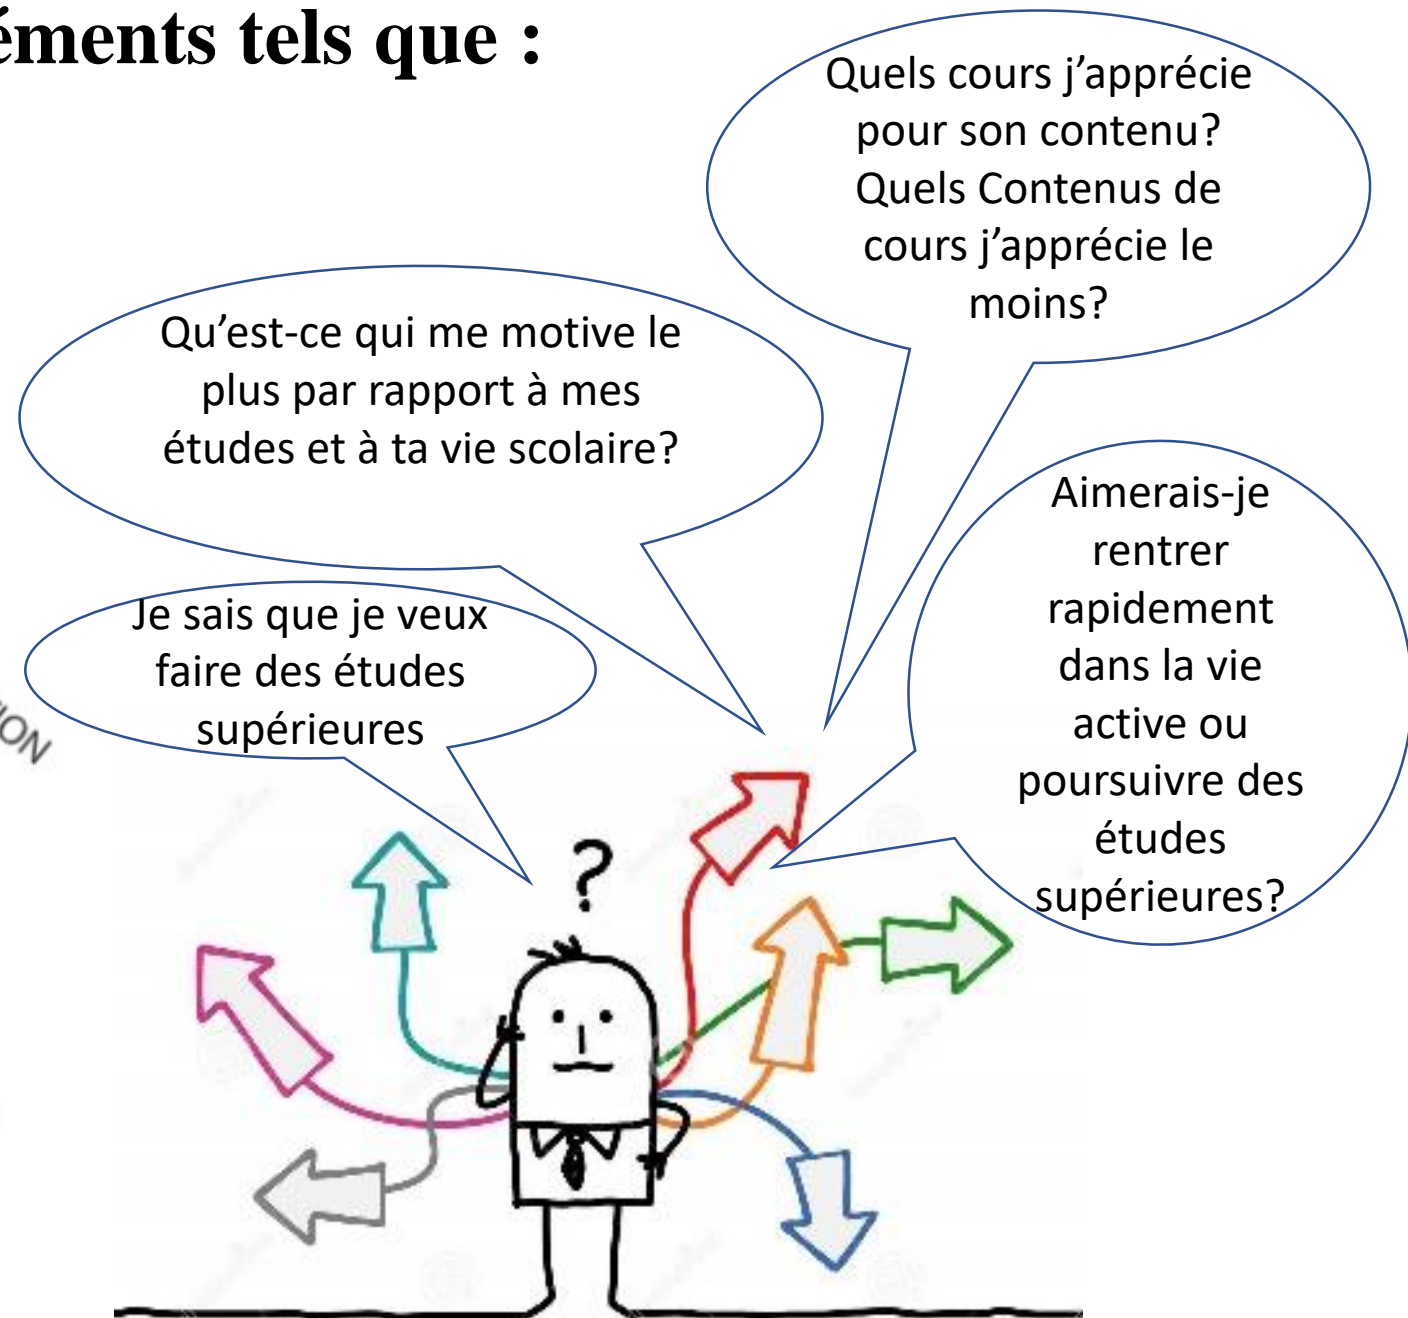 éments tels que :
Quels cours j’apprécie
pour son contenu?
Quels Contenus de
cours j’apprécie le
moins?
Qu’est-ce qui me motive le
plus par rapport à mes
études et à ta vie scolaire?
Aimerais-je
rentrer
rapidement
dans la vie
active ou
poursuivre des
études
supérieures?
Je sais que je veux
faire des études
supérieures
ION
?